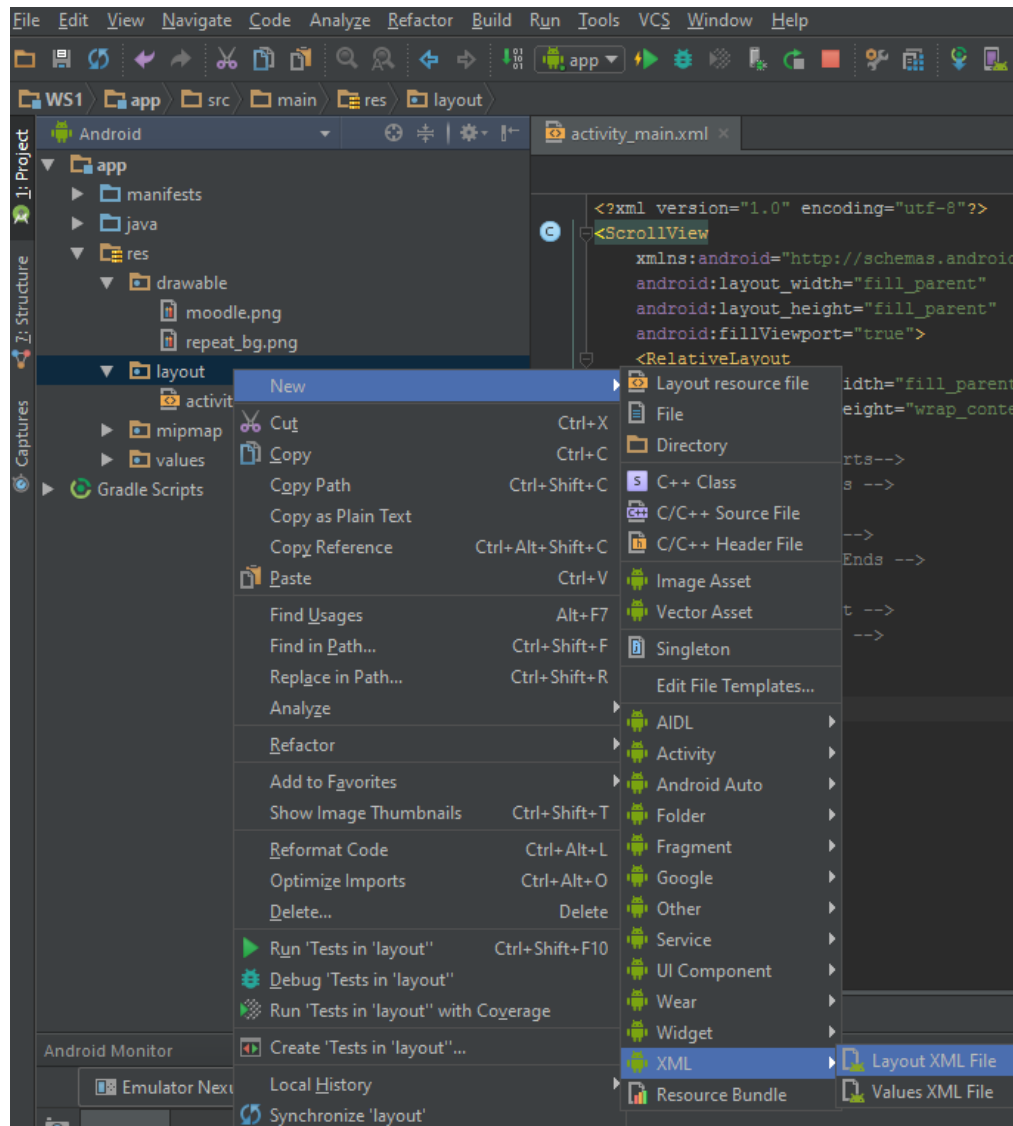 File Edit View Navigate Code Analyze Refactor Build Run Tools VCS Window Help
app
WS1 app src main res layout
1: Project
7: Structure
Captures
Android
app
manifests
java
res
drawable
moodle.png
repeat_bg.png
layout
activit
mipmap
values
Gradle Scripts
activity_main.xml
<?xml version="1.0" encoding="utf-8"?>
<ScrollView
xmlns:android="http://schemas.android
android:layout_width="fill_parent"
android:layout_height="fill_parent"
android:fillViewport="true">
<RelativeLayout
idth="fill_parent
eight="wrap_conte
rts-->
s -->
-->
Ends -->
t -->
-->
New
Cut Ctrl+X
Copy Ctrl+C
Copy Path Ctrl+Shift+C
Copy as Plain Text
Copy Reference Ctrl+Alt+Shift+C
Paste Ctrl+V
Find Usages Alt+F7
Find in Path... Ctrl+Shift+F
Replace in Path... Ctrl+Shift+R
Analyze
Refactor
Add to Favorites
Show Image Thumbnails Ctrl+Shift+T
Reformat Code Ctrl+Alt+L
Optimize Imports Ctrl+Alt+O
Delete... Delete
Run 'Tests in 'layout'' Ctrl+Shift+F10
Debug 'Tests in 'layout''
Run 'Tests in 'layout'' with Coverage
Create 'Tests in 'layout''...
Local History
Synchronize 'layout'
Layout resource file
File
Directory
C++ Class
C/C++ Source File
C/C++ Header File
Image Asset
Vector Asset
Singleton
Edit File Templates...
AIDL
Activity
Android Auto
Folder
Fragment
Google
Other
Service
UI Component
Wear
Widget
XML
Resource Bundle
Layout XML File
Values XML File
Android Monitor
Emulator Nexu